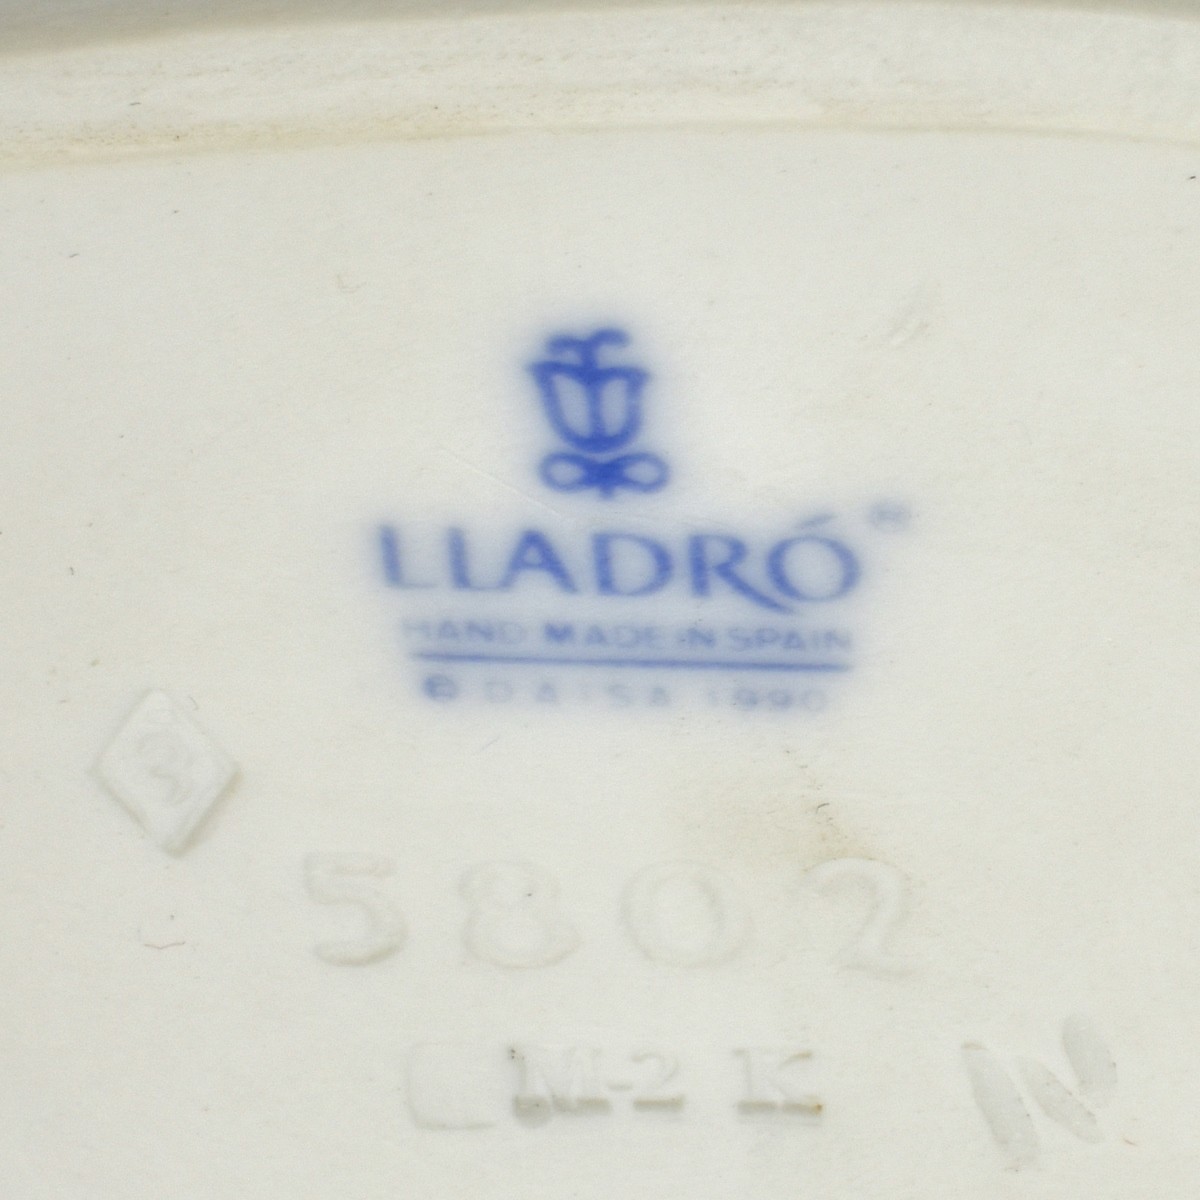 LLADRÓ
HAND MADE IN SPAIN
© DAISA 1990
5802
M-2 K
N